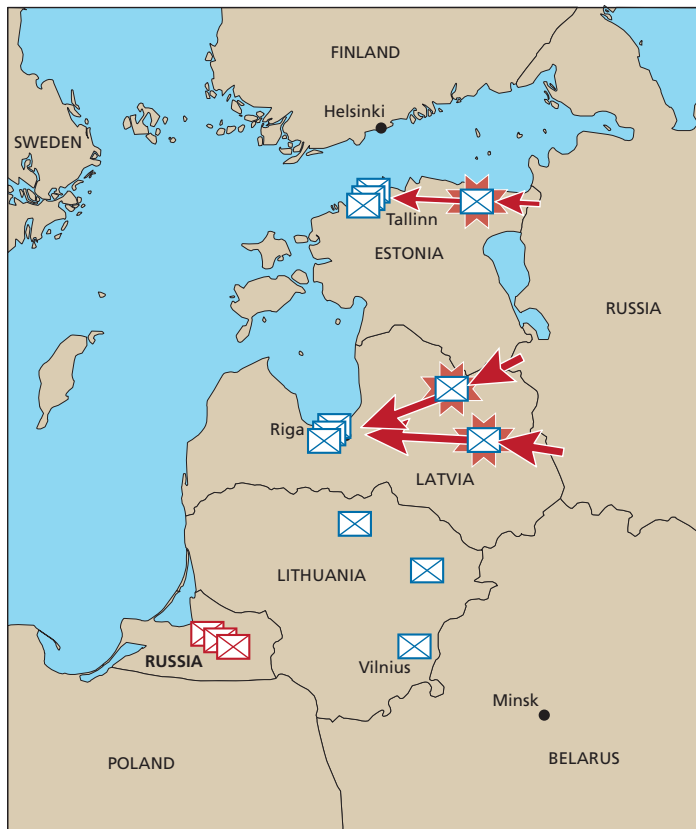 FINLAND
Helsinki
SWEDEN
Tallinn
ESTONIA
RUSSIA
Riga
LATVIA
LITHUANIA
RUSSIA
Vilnius
Minsk
POLAND
BELARUS